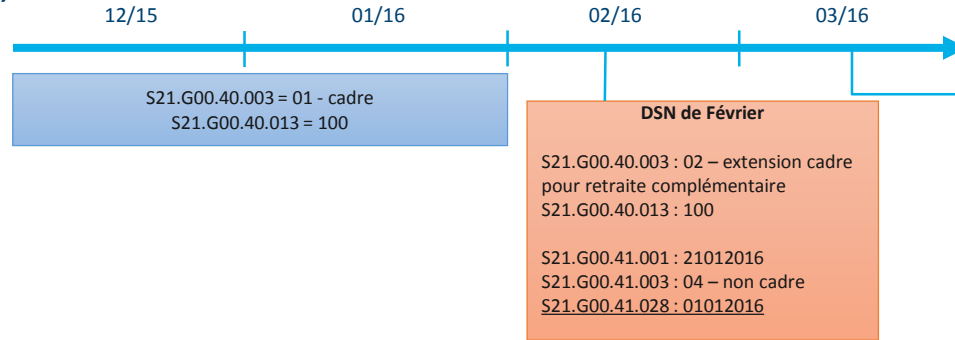 12/15
01/16
02/16
03/16
S21.G00.40.003 = 01 - cadre
S21.G00.40.013 = 100
DSN de Février
S21.G00.40.003 : 02 – extension cadre
pour retraite complémentaire
S21.G00.40.013 : 100
S21.G00.41.001 : 21012016
S21.G00.41.003 : 04 – non cadre
S21.G00.41.028 : 01012016